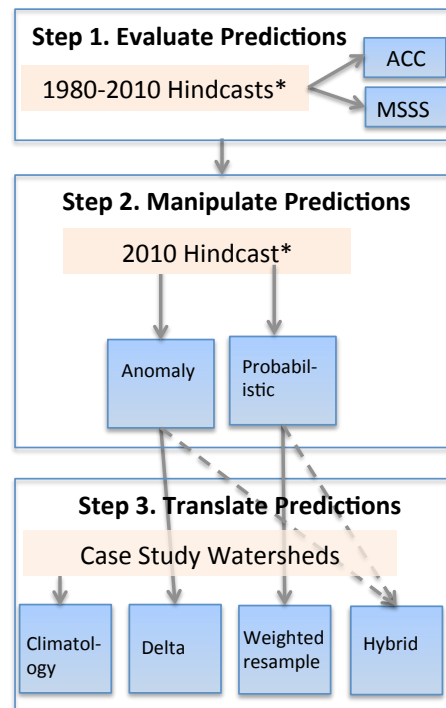 Step 1. Evaluate Predictions
1980-2010 Hindcasts*
ACC
MSSS
Step 2. Manipulate Predictions
2010 Hindcast*
Anomaly
Probabil-
istic
Step 3. Translate Predictions
Case Study Watersheds
Climatol-
ogy
Delta
Weighted
resample
Hybrid